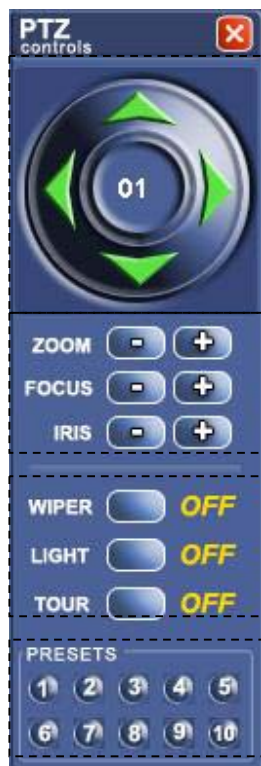 PTZ
controls
01
ZOOM - +
FOCUS - +
IRIS - +
WIPER OFF
LIGHT OFF
TOUR OFF
PRESETS
1 2 3 4 5
6 7 8 9 10